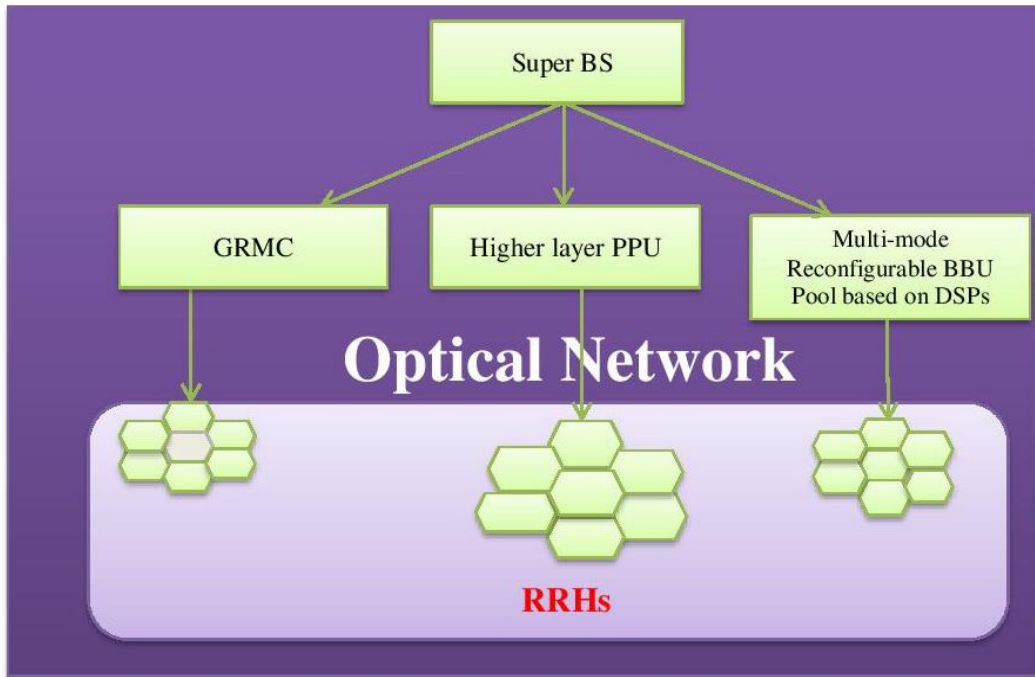 Super BS
GRMC
Higher layer PPU
Multi-mode
Reconfigurable BBU
Pool based on DSPs
Optical Network
RRHs